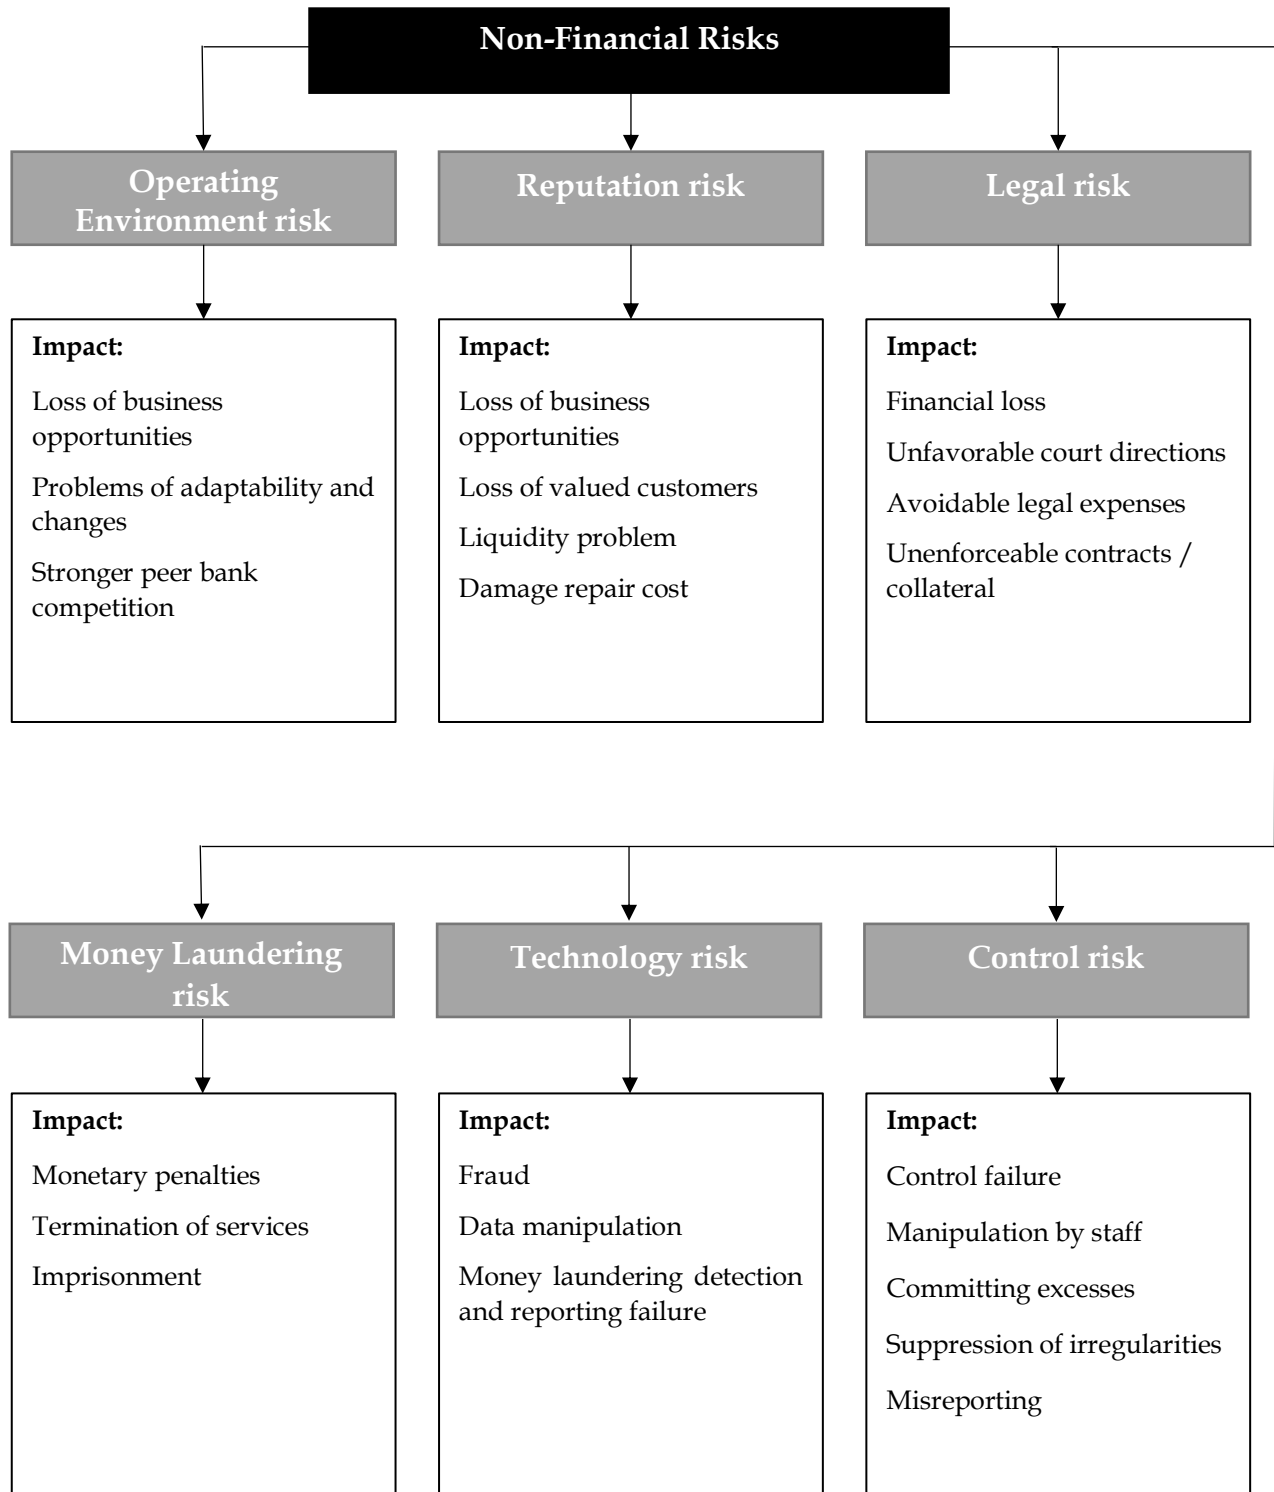 Non-Financial Risks
Operating
Environment risk
Reputation risk
Legal risk
Impact:
Loss of business
opportunities
Problems of adaptability and
changes
Stronger peer bank
competition
Impact:
Loss of business
opportunities
Loss of valued customers
Liquidity problem
Damage repair cost
Impact:
Financial loss
Unfavorable court directions
Avoidable legal expenses
Unenforceable contracts /
collateral
Money Laundering
risk
Technology risk
Control risk
Impact:
Monetary penalties
Termination of services
Imprisonment
Impact:
Fraud
Data manipulation
Money laundering detection
and reporting failure
Impact:
Control failure
Manipulation by staff
Committing excesses
Suppression of irregularities
Misreporting